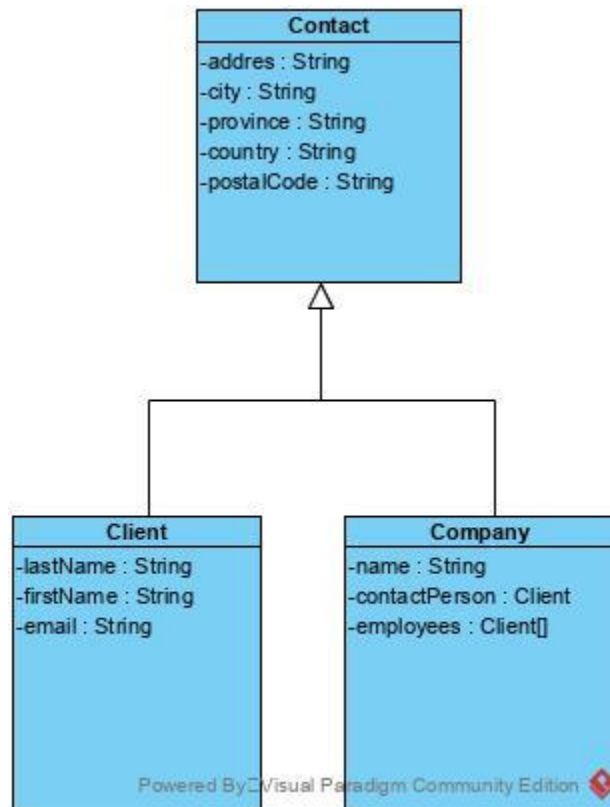 Contact
-addres : String
-city : String
-province : String
-country : String
-postalCode : String
Client
-lastName : String
-firstName : String
-email : String
Company
-name : String
-contactPerson : Client
-employees : Client[]
Powered By□Visual Paradigm Community Edition